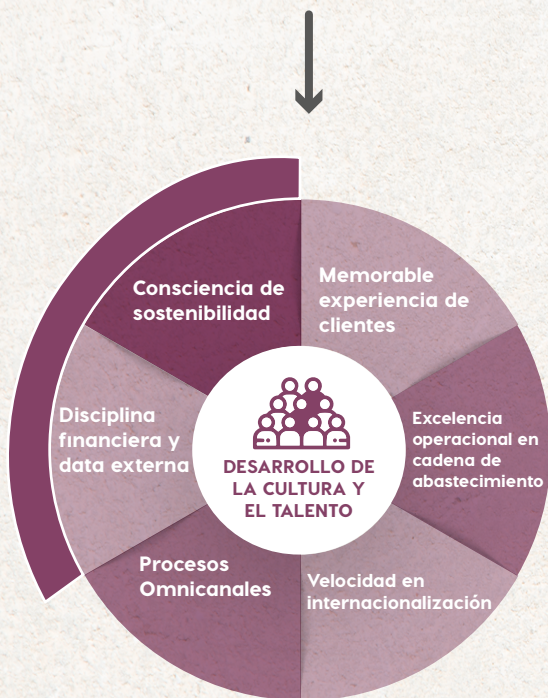 Consciencia de
sostenibilidad
Memorable
experiencia de
clientes
Disciplina
financiera y
data externa
Excelencia
operacional en
cadena de
abastecimiento
DESARROLLO DE
LA CULTURA Y
EL TALENTO
Procesos
Omnicanales
Velocidad en
internacionalización